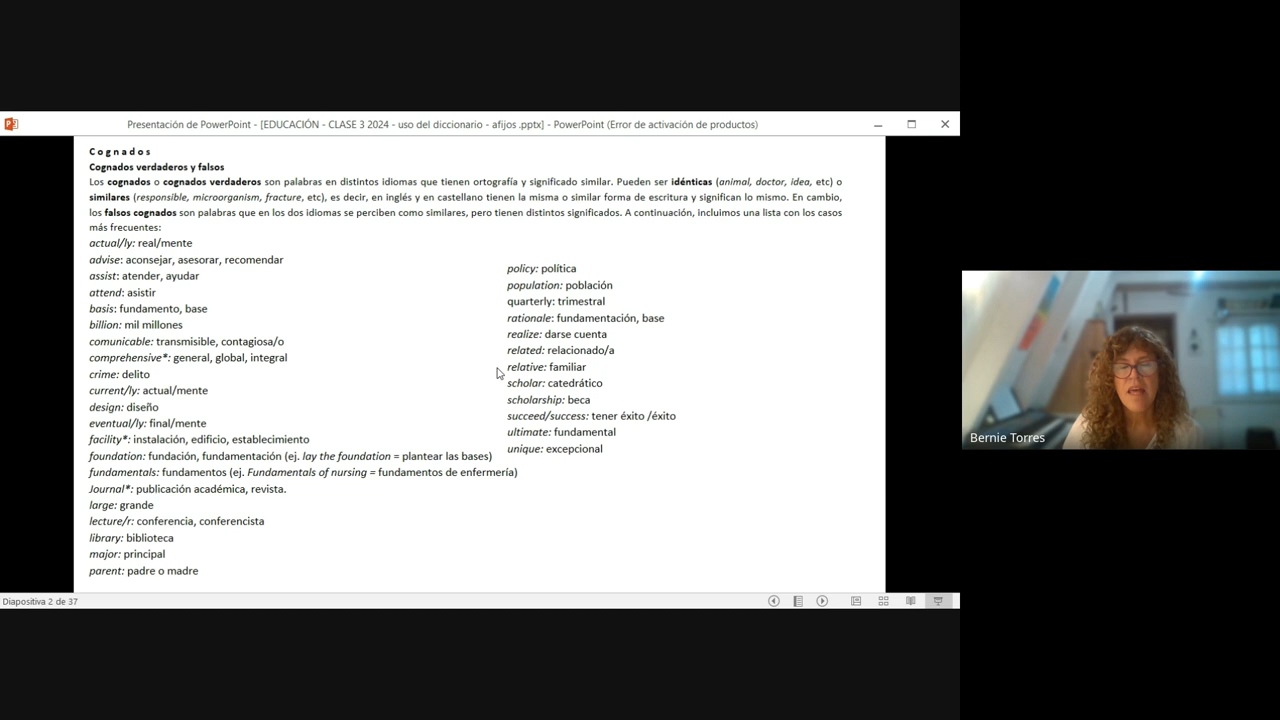 Presentación de PowerPoint - [EDUCACIÓN - CLASE 3 2024 - uso del diccionario - afijos .pptx] - PowerPoint (Error de activación de productos)
C o g n a d o s
Cognados verdaderos y falsos
Los cognados o cognados verdaderos son palabras en distintos idiomas que tienen ortografía y significado similar. Pueden ser idénticas (animal, doctor, idea, etc) o
similares (responsible, microorganism, fracture, etc), es decir, en inglés y en castellano tienen la misma o similar forma de escritura y significan lo mismo. En cambio,
los falsos cognados son palabras que en los dos idiomas se perciben como similares, pero tienen distintos significados. A continuación, incluimos una lista con los casos
más frecuentes:
actual/ly: real/mente
advise: aconsejar, asesorar, recomendar
assist: atender, ayudar
attend: asistir
basis: fundamento, base
billion: mil millones
comunicable: transmisible, contagiosa/o
comprehensive*: general, global, integral
crime: delito
current/ly: actual/mente
design: diseño
eventual/ly: final/mente
facility*: instalación, edificio, establecimiento
foundation: fundación, fundamentación (ej. lay the foundation = plantear las bases)
fundamentals: fundamentos (ej. Fundamentals of nursing = fundamentos de enfermería)
Journal*: publicación académica, revista.
large: grande
lecture/r: conferencia, conferencista
library: biblioteca
major: principal
parent: padre o madre
policy: política
population: población
quarterly: trimestral
rationale: fundamentación, base
realize: darse cuenta
related: relacionado/a
relative: familiar
scholar: catedrático
scholarship: beca
succeed/success: tener éxito /éxito
ultimate: fundamental
unique: excepcional
Diapositiva 2 de 37
Bernie Torres